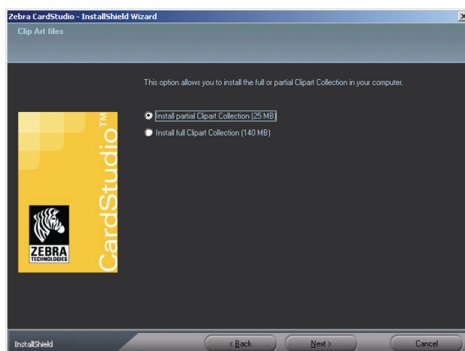 Zebra CardStudio - InstallShield Wizard
Clip Art files
This option allows you to install the full or partial Clipart Collection in your computer.
Install partial Clipart Collection (25 MB)
Install full Clipart Collection (140 MB)
CardStudio™
ZEBRA
TECHNOLOGIES
InstallShield
< Back
Next >
Cancel